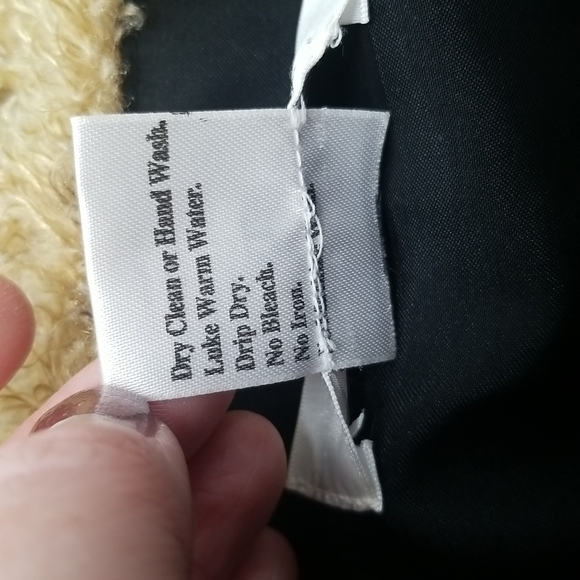 Dry Clean or Hand Wash.
Luke Warm Water.
Drip Dry.
No Bleach.
No Iron.